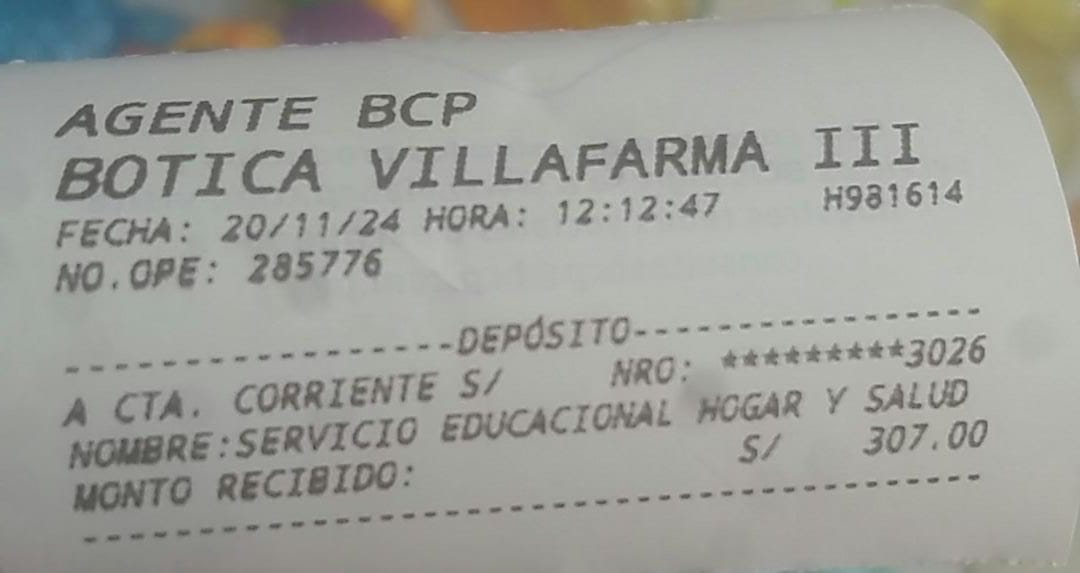 AGENTE BCP
BOTICA VILLAFARMA III
FECHA: 20/11/24 HORA: 12:12:47 H981614
NO.OPE: 285776
------------------DEPÓSITO----------------
A CTA. CORRIENTE S/ NRO: *********3026
NOMBRE:SERVICIO EDUCACIONAL HOGAR Y SALUD
MONTO RECIBIDO: S/ 307.00
------------------------------------------